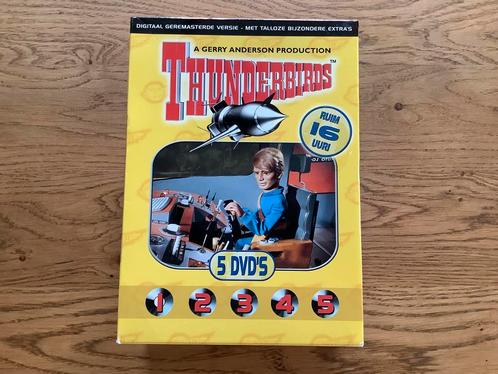 DIGITAAL GEREMASTERDE VERSIE - MET TALLOZE BIJZONDERE EXTRA'S
A GERRY ANDERSON PRODUCTION
THUNDERBIRDS™
RUIM
16
UUR!
5 DVD'S
1 2 3 4 5